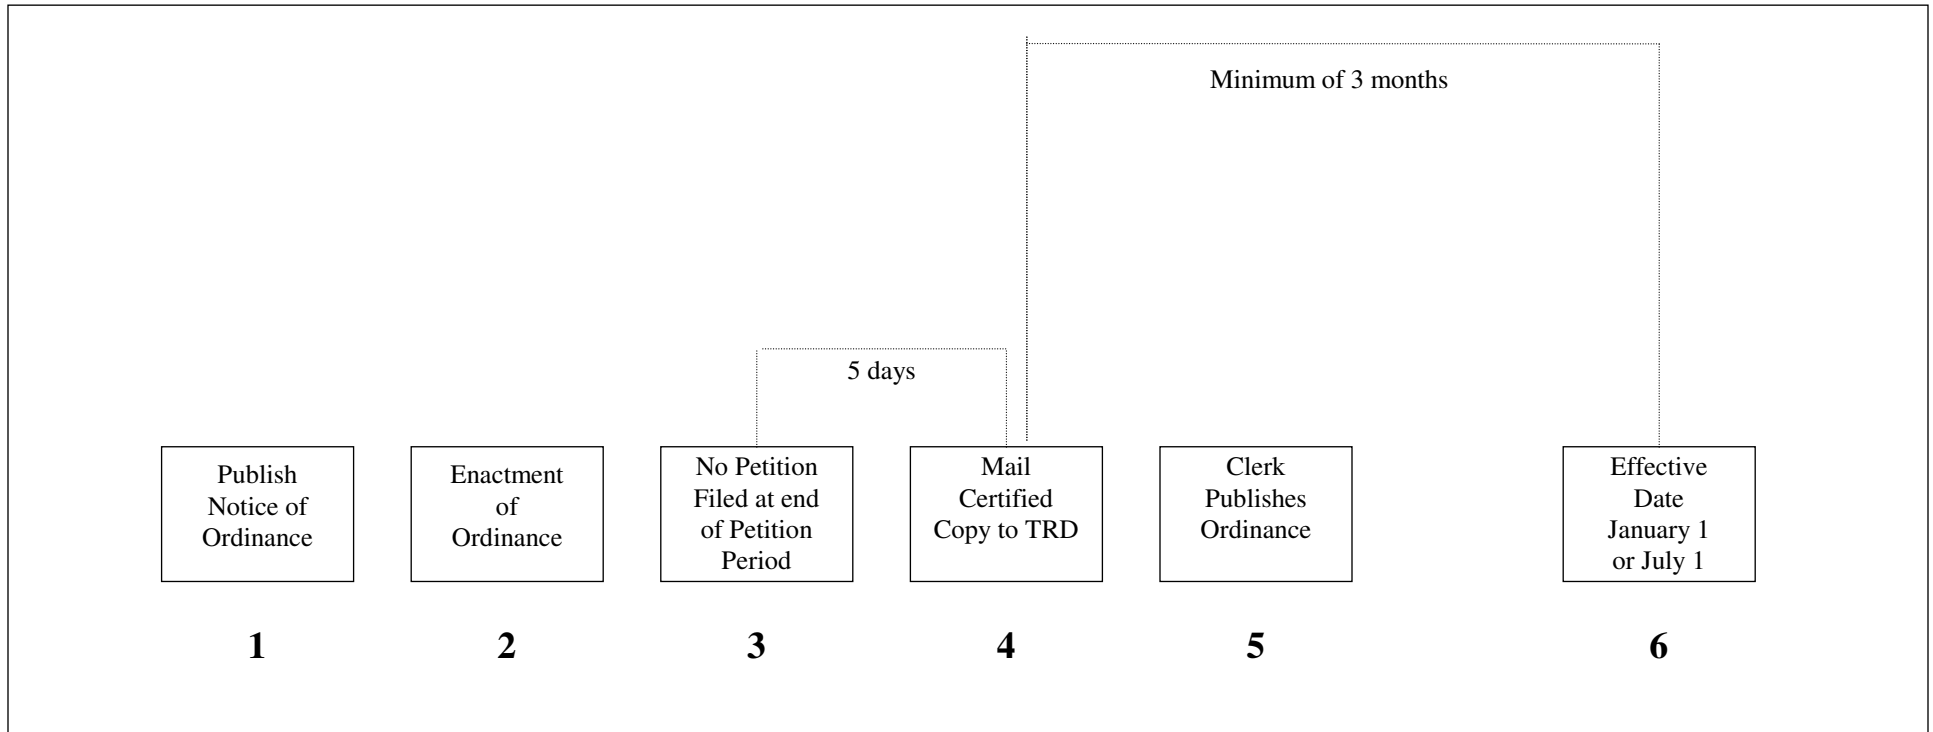 Minimum of 3 months
5 days
Publish
Notice of
Ordinance
Enactment
of
Ordinance
No Petition
Filed at end
of Petition
Period
Mail
Certified
Copy to TRD
Clerk
Publishes
Ordinance
Effective
Date
January 1
or July 1
1
2
3
4
5
6